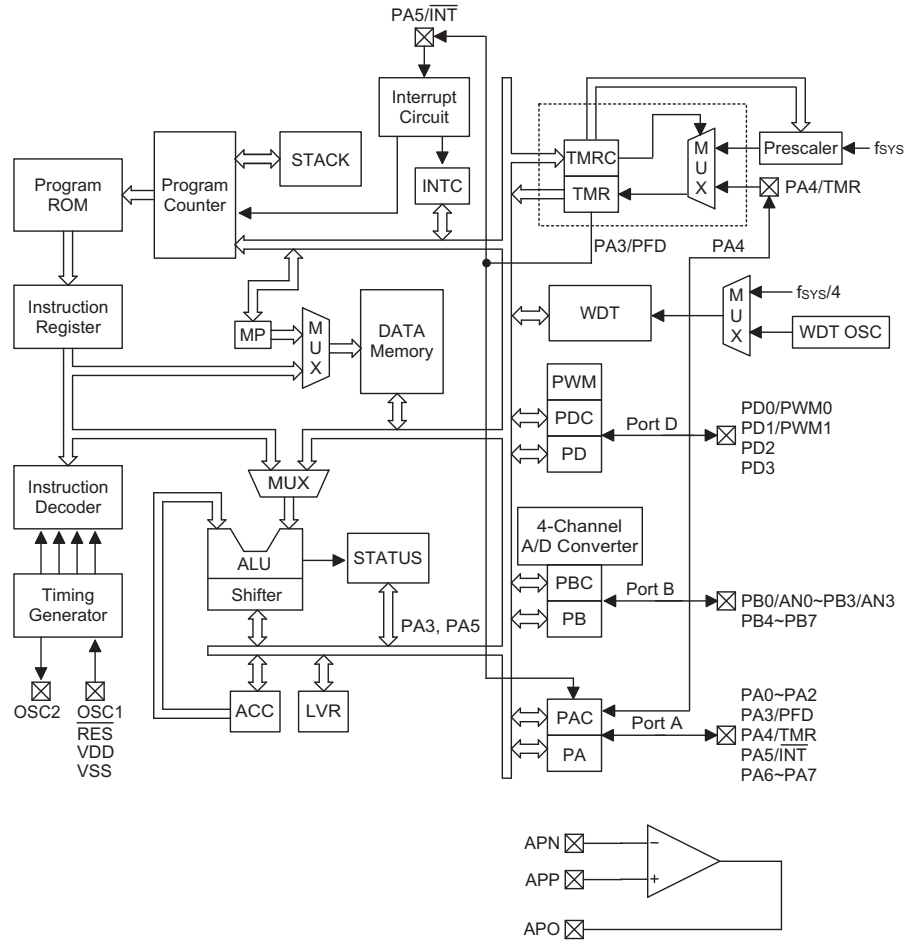 PA5/INT
Interrupt
Circuit
STACK
INTC
Program
ROM
Program
Counter
TMRC
TMR
M
U
X
Prescaler
fSYS
PA4/TMR
PA3/PFD
PA4
Instruction
Register
MP
M
U
X
DATA
Memory
WDT
M
U
X
fSYS/4
WDT OSC
PWM
PDC
PD
Port D
PD0/PWM0
PD1/PWM1
PD2
PD3
MUX
Instruction
Decoder
ALU
Shifter
STATUS
4-Channel
A/D Converter
PBC
PB
Port B
PB0/AN0~PB3/AN3
PB4~PB7
Timing
Generator
PA3, PA5
OSC2
OSC1
RES
VDD
VSS
ACC
LVR
PAC
PA
Port A
PA0~PA2
PA3/PFD
PA4/TMR
PA5/INT
PA6~PA7
APN
−
APP
+
APO